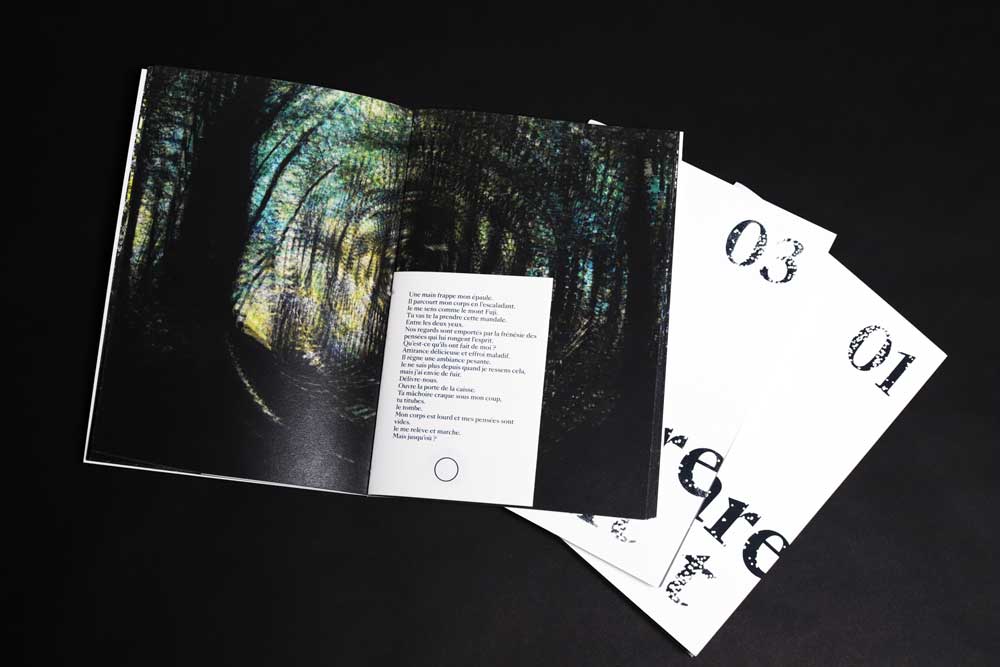 Une main frappe mon épaule.
Il parcourt mon corps en l'escaladant.
Je me sens comme le mont Fuji.
Tu vas te la prendre cette mandale.
Entre les deux yeux.
Nos regards sont emportés par la frénésie des
pensées qui lui rongent l'esprit.
Qu'est-ce qu'ils ont fait de moi ?
Attirance délicieuse et effroi maladif.
Il règne une ambiance pesante.
Je ne sais plus depuis quand je ressens cela,
mais j'ai envie de fuir.
Délivre-nous.
Ouvre la porte de la caisse.
Ta mâchoire craque sous mon coup,
tu titubes.
Je tombe.
Mon corps est lourd et mes pensées sont
vides.
Je me relève et marche.
Mais jusqu'où ?
03
re
t
01
are
t